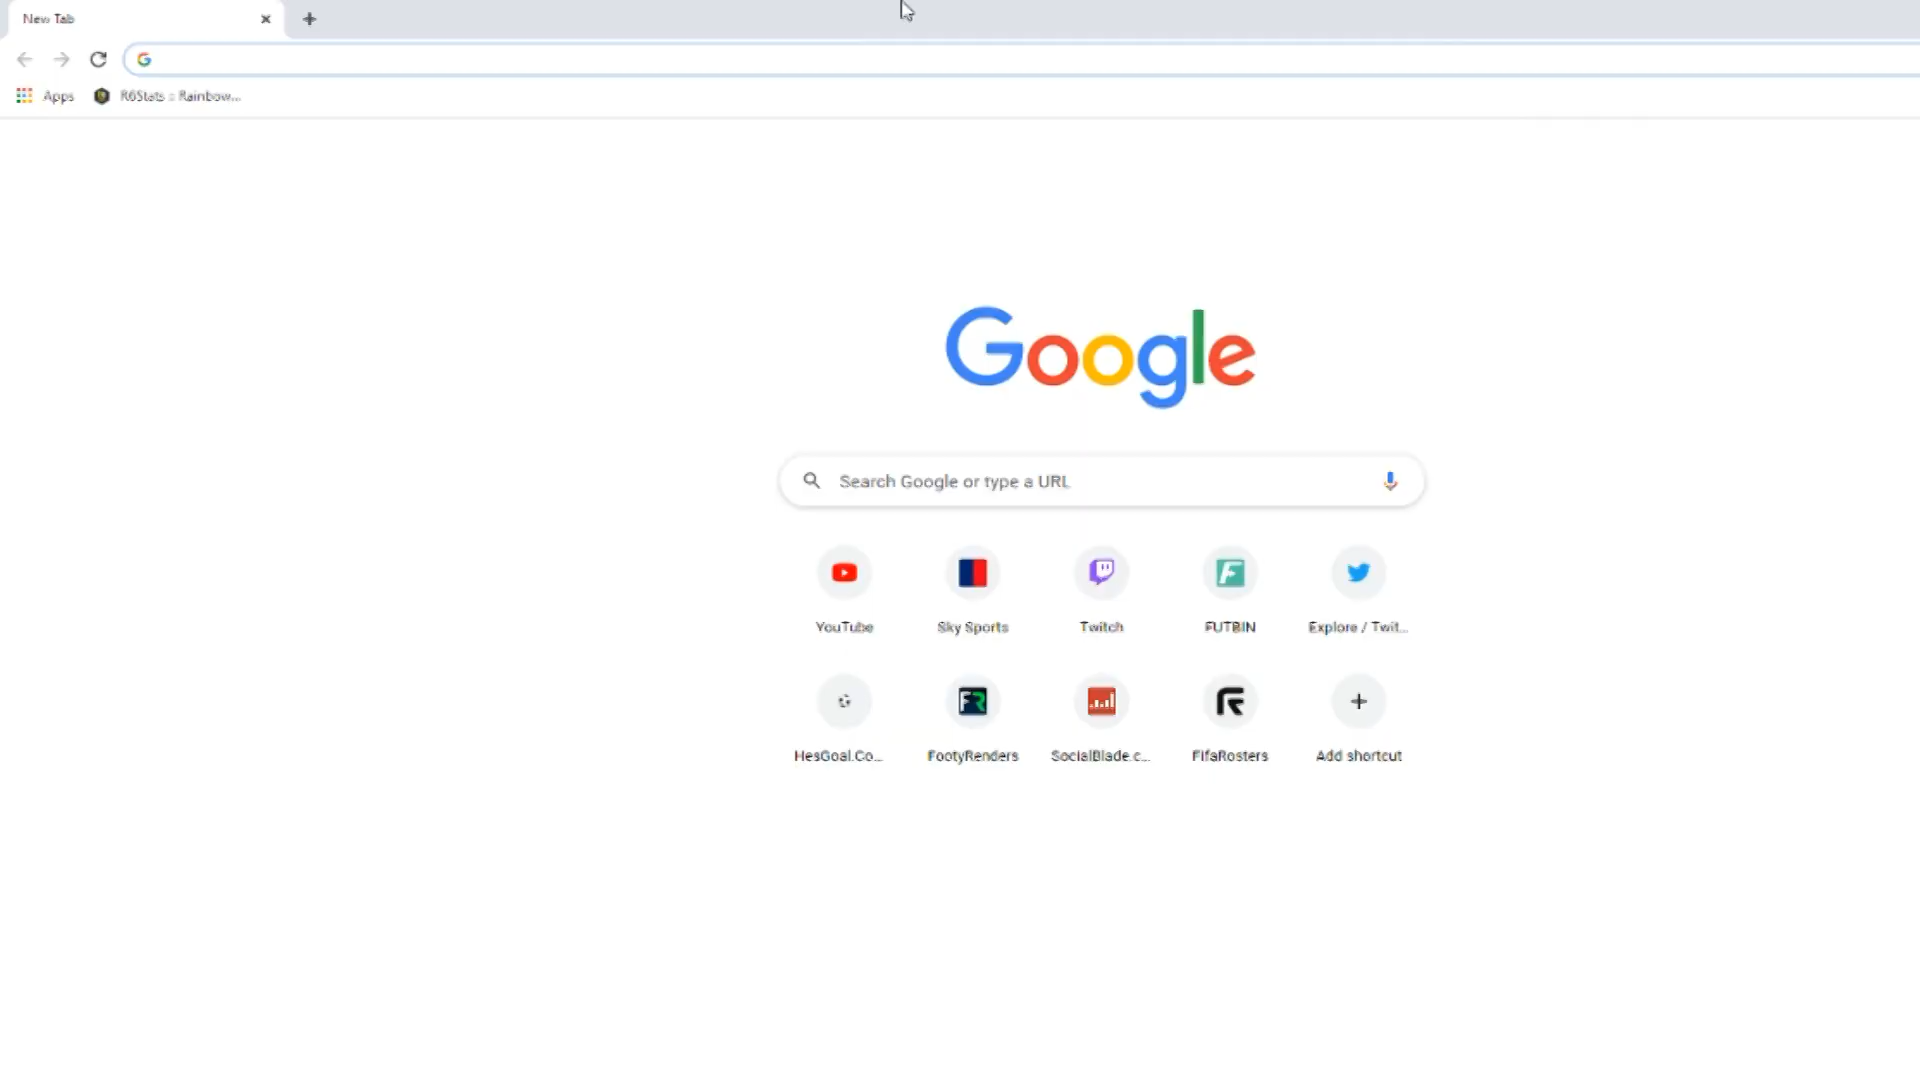 New Tab
Apps
R6Stats :: Rainbow...
Google
Search Google or type a URL
YouTube
Sky Sports
Twitch
FUTBIN
Explore / Twit...
HesGoal.Co...
FootyRenders
SocialBlade.c...
FifaRosters
Add shortcut